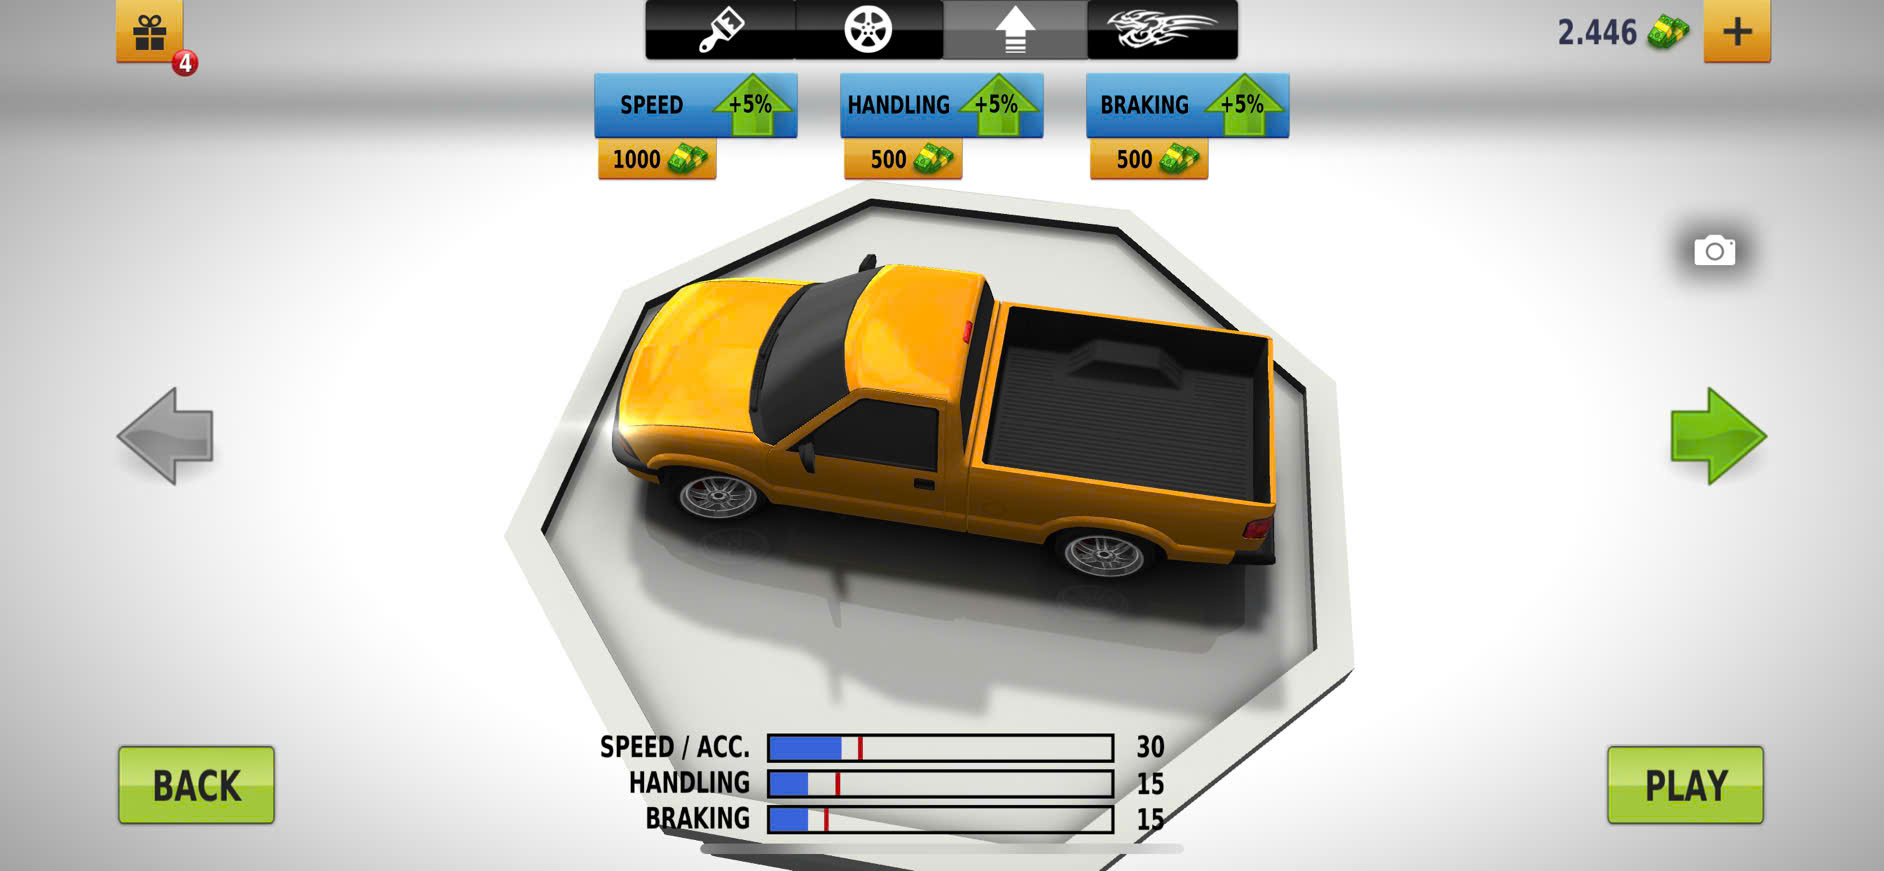 4
2.446
+
SPEED +5%
HANDLING +5%
BRAKING +5%
1000
500
500
SPEED / ACC. 30
HANDLING 15
BRAKING 15
BACK
PLAY